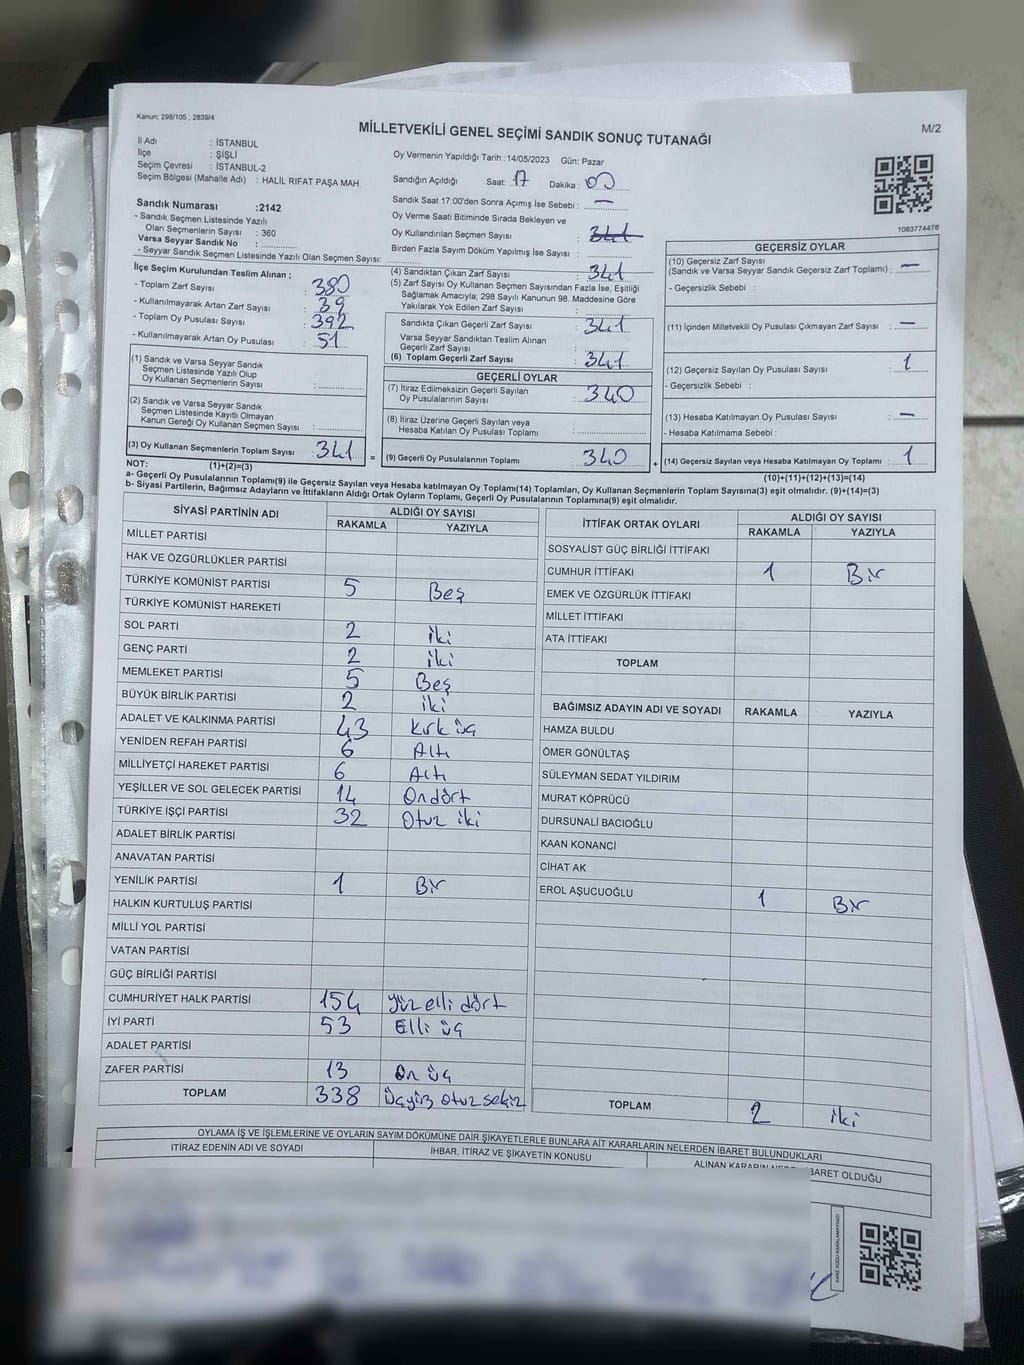 Kanun; 298/105 , 2839/4
MİLLETVEKİLİ GENEL SEÇİMİ SANDIK SONUÇ TUTANAĞI
M/2
İl Adı : İSTANBUL
İlçe : ŞİŞLİ
Seçim Çevresi : İSTANBUL-2
Seçim Bölgesi (Mahalle Adı) : HALİL RIFAT PAŞA MAH.
Oy Vermenin Yapıldığı Tarih :14/05/2023 Gün: Pazar
Sandığın Açıldığı Saat: 17 Dakika : 00
Sandık Saat 17:00'den Sonra Açımış İse Sebebi : —
Oy Verme Saati Bitiminde Sırada Bekleyen ve
Oy Kullandırılan Seçmen Sayısı : 341
Birden Fazla Sayım Döküm Yapılmış İse Sayısı :
1083774476
Sandık Numarası :2142
- Sandık Seçmen Listesinde Yazılı
Olan Seçmenlerin Sayısı : 360
Varsa Seyyar Sandık No :
- Seyyar Sandık Seçmen Listesinde Yazılı Olan Seçmen Sayısı:
İlçe Seçim Kurulundan Teslim Alınan ;
- Toplam Zarf Sayısı : 380
- Kullanılmayarak Artan Zarf Sayısı : 39
- Toplam Oy Pusulası Sayısı : 392
- Kullanılmayarak Artan Oy Pusulası : 51
(1) Sandık ve Varsa Seyyar Sandık
Seçmen Listesinde Yazılı Olup
Oy Kullanan Seçmenlerin Sayısı :
(2) Sandık ve Varsa Seyyar Sandık
Seçmen Listesinde Kayıtlı Olmayan
Kanun Gereği Oy Kullanan Seçmen Sayısı :
(3) Oy Kullanan Seçmenlerin Toplam Sayısı : 341
(4) Sandıktan Çıkan Zarf Sayısı : 341
(5) Zarf Sayısı Oy Kullanan Seçmen Sayısından Fazla İse, Eşitliği
Sağlamak Amacıyla; 298 Sayılı Kanunun 98. Maddesine Göre
Yakılarak Yok Edilen Zarf Sayısı :
Sandıkta Çıkan Geçerli Zarf Sayısı : 341
Varsa Seyyar Sandıktan Teslim Alınan
Geçerli Zarf Sayısı :
(6) Toplam Geçerli Zarf Sayısı : 341
GEÇERLİ OYLAR
(7) İtiraz Edilmeksizin Geçerli Sayılan
Oy Pusulalarının Sayısı : 340
(8) İtiraz Üzerine Geçerli Sayılan veya
Hesaba Katılan Oy Pusulası Toplamı :
= (9) Geçerli Oy Pusulalarının Toplamı : 340
GEÇERSİZ OYLAR
(10) Geçersiz Zarf Sayısı
(Sandık ve Varsa Seyyar Sandık Geçersiz Zarf Toplamı) : —
- Geçersizlik Sebebi :
(11) İçinden Milletvekili Oy Pusulası Çıkmayan Zarf Sayısı : —
(12) Geçersiz Sayılan Oy Pusulası Sayısı : 1
- Geçersizlik Sebebi :
(13) Hesaba Katılmayan Oy Pusulası Sayısı : —
- Hesaba Katılmama Sebebi :
+ (14) Geçersiz Sayılan veya Hesaba Katılmayan Oy Toplamı : 1
NOT: (1)+(2)=(3)
(10)+(11)+(12)+(13)=(14)
a- Geçerli Oy Pusulalarının Toplamı(9) ile Geçersiz Sayılan veya Hesaba katılmayan Oy Toplamı(14) Toplamları, Oy Kullanan Seçmenlerin Toplam Sayısına(3) eşit olmalıdır. (9)+(14)=(3)
b- Siyasi Partilerin, Bağımsız Adayların ve İttifakların Aldığı Ortak Oyların Toplamı, Geçerli Oy Pusulalarının Toplamına(9) eşit olmalıdır.
SİYASİ PARTİNİN ADI
ALDIĞI OY SAYISI
RAKAMLA YAZIYLA
MİLLET PARTİSİ
HAK VE ÖZGÜRLÜKLER PARTİSİ
TÜRKİYE KOMÜNİST PARTİSİ 5 Beş
TÜRKİYE KOMÜNİST HAREKETİ
SOL PARTİ 2 iki
GENÇ PARTİ 2 iki
MEMLEKET PARTİSİ 5 Beş
BÜYÜK BİRLİK PARTİSİ 2 iki
ADALET VE KALKINMA PARTİSİ 43 Kırk üç
YENİDEN REFAH PARTİSİ 6 Altı
MİLLİYETÇİ HAREKET PARTİSİ 6 Altı
YEŞİLLER VE SOL GELECEK PARTİSİ 14 Ondört
TÜRKİYE İŞÇİ PARTİSİ 32 Otuz iki
ADALET BİRLİK PARTİSİ
ANAVATAN PARTİSİ
YENİLİK PARTİSİ 1 Bir
HALKIN KURTULUŞ PARTİSİ
MİLLİ YOL PARTİSİ
VATAN PARTİSİ
GÜÇ BİRLİĞİ PARTİSİ
CUMHURİYET HALK PARTİSİ 154 Yüz elli dört
İYİ PARTİ 53 Elli üç
ADALET PARTİSİ
ZAFER PARTİSİ 13 On üç
TOPLAM 338 üçyüz otuz sekiz
İTTİFAK ORTAK OYLARI
ALDIĞI OY SAYISI
RAKAMLA YAZIYLA
SOSYALİST GÜÇ BİRLİĞİ İTTİFAKI
CUMHUR İTTİFAKI 1 Bir
EMEK VE ÖZGÜRLÜK İTTİFAKI
MİLLET İTTİFAKI
ATA İTTİFAKI
TOPLAM
BAĞIMSIZ ADAYIN ADI VE SOYADI RAKAMLA YAZIYLA
HAMZA BULDU
ÖMER GÖNÜLTAŞ
SÜLEYMAN SEDAT YILDIRIM
MURAT KÖPRÜCÜ
DURSUNALİ BACIOĞLU
KAAN KONANCİ
CİHAT AK
EROL AŞUCUOĞLU 1 Bir
TOPLAM 2 iki
OYLAMA İŞ VE İŞLEMLERİNE VE OYLARIN SAYIM DÖKÜMÜNE DAİR ŞİKAYETLERLE BUNLARA AİT KARARLARIN NELERDEN İBARET BULUNDUKLARI
İTİRAZ EDENİN ADI VE SOYADI
İHBAR, İTİRAZ VE ŞİKAYETİN KONUSU
ALINAN KARARIN NEDEN İBARET OLDUĞU